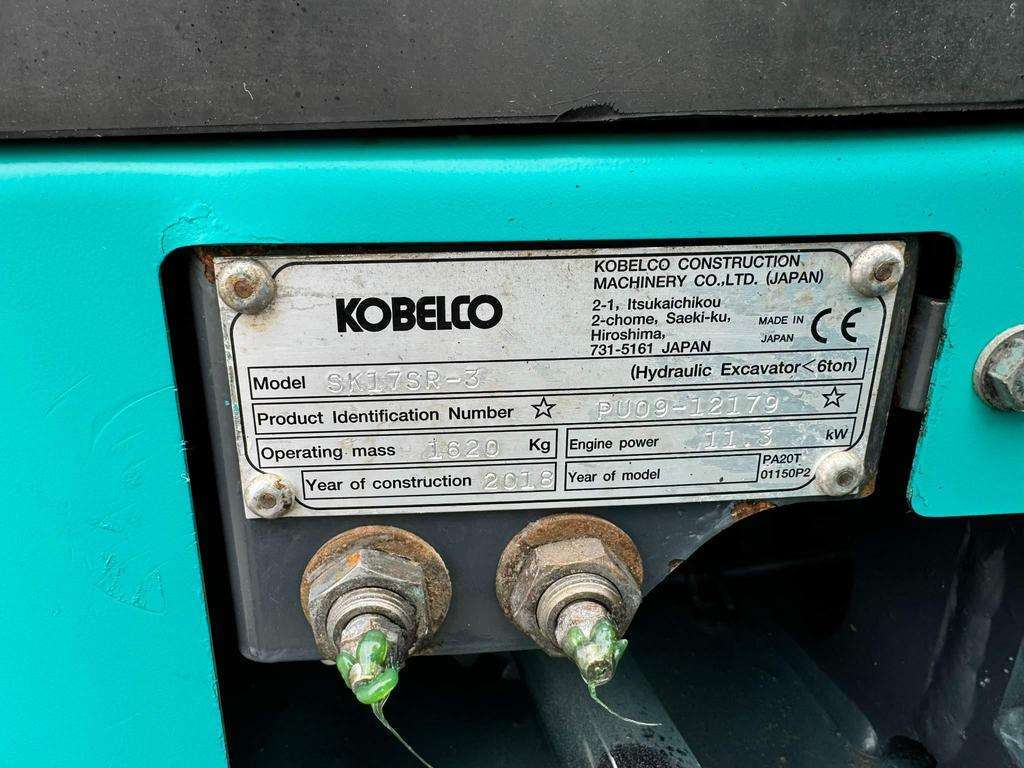 KOBELCO
KOBELCO CONSTRUCTION
MACHINERY CO.,LTD. (JAPAN)
2-1, Itsukaichikou
2-chome, Saeki-ku,
Hiroshima,
731-5161 JAPAN
MADE IN
JAPAN
CE
Model SK17SR-3 (Hydraulic Excavator<6ton)
Product Identification Number ☆ PU09-12179 ☆
Operating mass 1620 Kg
Engine power 11.3 kW
Year of construction 2018
Year of model
PA20T
01150P2